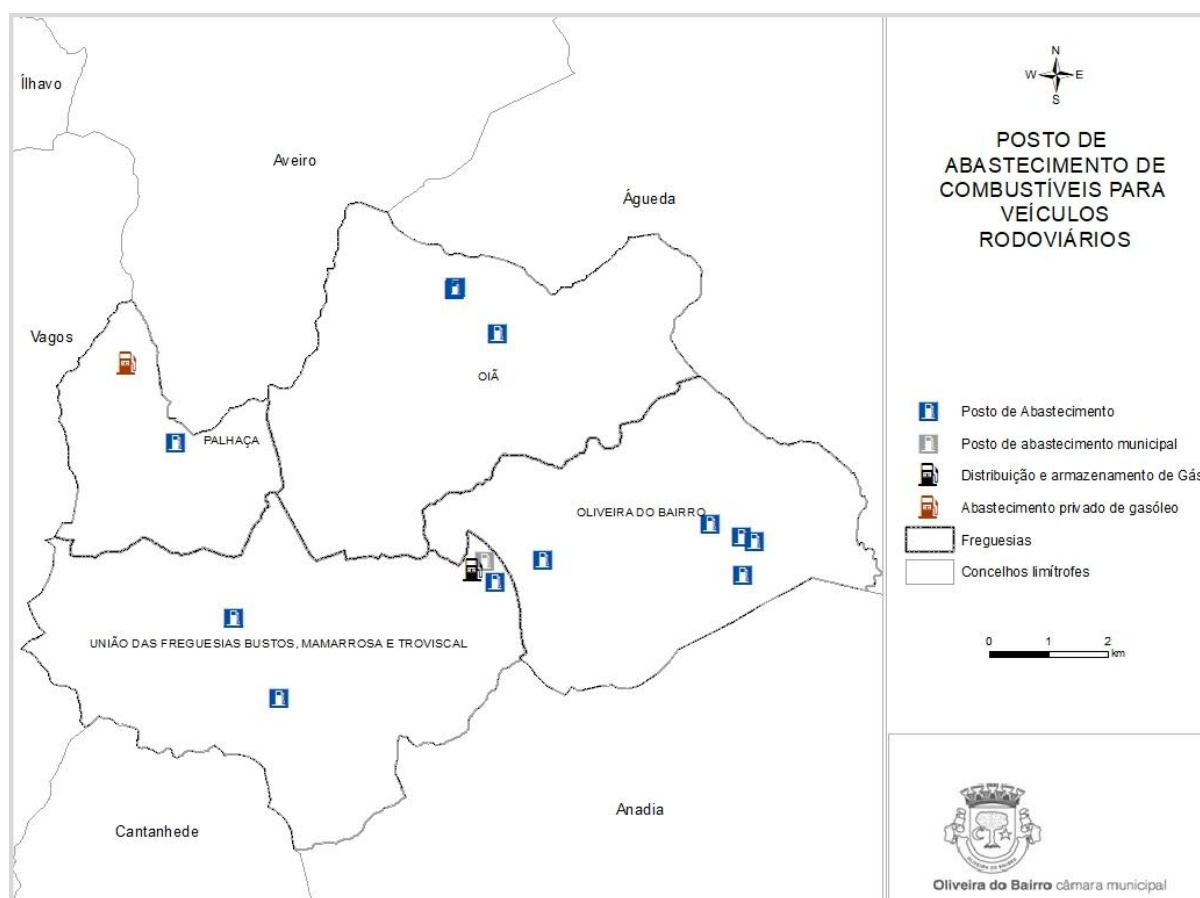 Ílhavo
Aveiro
Águeda
Vagos
OIÃ
PALHAÇA
OLIVEIRA DO BAIRRO
UNIÃO DAS FREGUESIAS BUSTOS, MAMARROSA E TROVISCAL
Cantanhede
Anadia
N
W E
S
POSTO DE
ABASTECIMENTO DE
COMBUSTÍVEIS PARA
VEÍCULOS
RODOVIÁRIOS
Posto de Abastecimento
Posto de abastecimento municipal
Distribuição e armazenamento de Gás
Abastecimento privado de gasóleo
Freguesias
Concelhos limítrofes
0 1 2
km
OLIVEIRA DO BAIRRO
Oliveira do Bairro câmara municipal